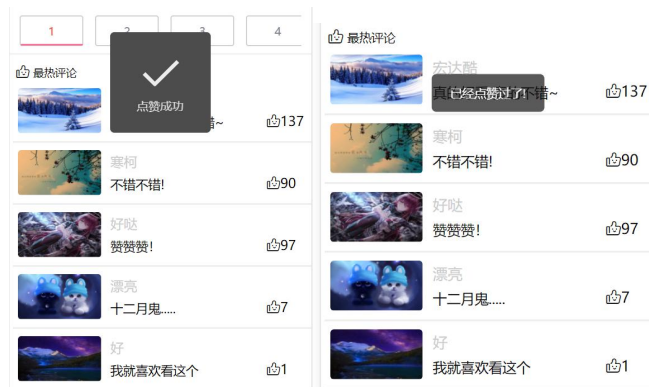 1 2 3 4
最热评论
点赞成功
错~
137
寒柯
不错不错!
90
好哒
赞赞赞!
97
漂亮
十二月鬼.....
7
好
我就喜欢看这个
1
最热评论
宏达酷
已经点赞过了
不错~
137
寒柯
不错不错!
90
好哒
赞赞赞!
97
漂亮
十二月鬼.....
7
好
我就喜欢看这个
1